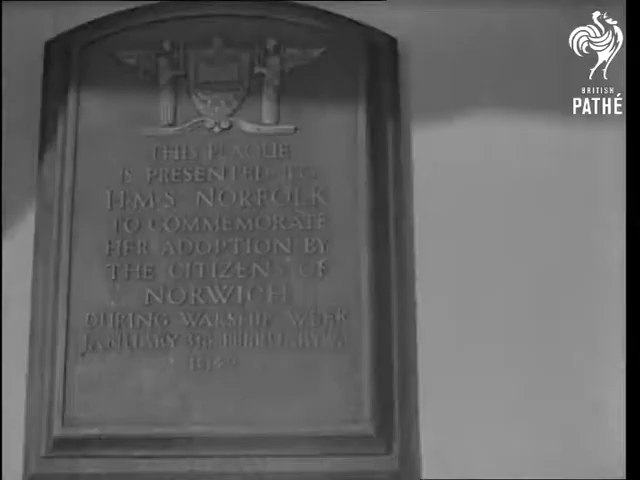 BRITISH
PATHÉ
THIS PLAQUE
IS PRESENTED TO
H·M·S· NORFOLK
TO COMMEMORATE
HER ADOPTION BY
THE CITIZENS OF
NORWICH
DURING WARSHIP WEEK
JANUARY